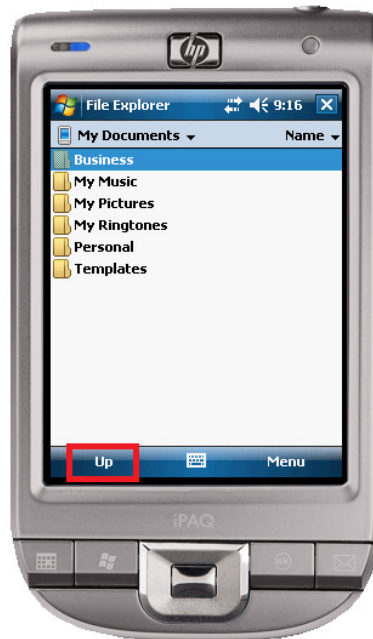 hp
File Explorer 9:16
My Documents Name
Business
My Music
My Pictures
My Ringtones
Personal
Templates
Up Menu
iPAQ
ok